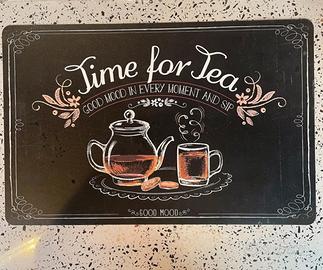 Time for Tea
GOOD MOOD IN EVERY MOMENT AND SIP
GOOD MOOD